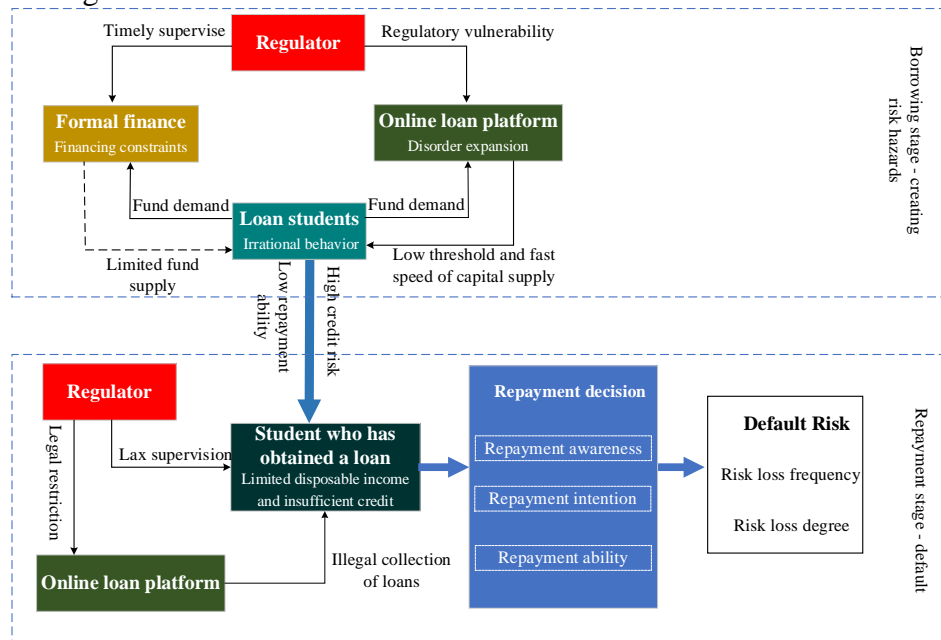 Timely supervise
Regulator
Regulatory vulnerability
Formal finance
Financing constraints
Online loan platform
Disorder expansion
Fund demand
Fund demand
Loan students
Irrational behavior
Limited fund
supply
Low threshold and fast
speed of capital supply
Borrowing stage - creating
risk hazards
High credit risk
Low repayment
ability
Regulator
Legal restriction
Lax supervision
Student who has
obtained a loan
Limited disposable income
and insufficient credit
Online loan platform
Illegal collection
of loans
Repayment decision
Repayment awareness
Repayment intention
Repayment ability
Default Risk
Risk loss frequency
Risk loss degree
Repayment stage - default